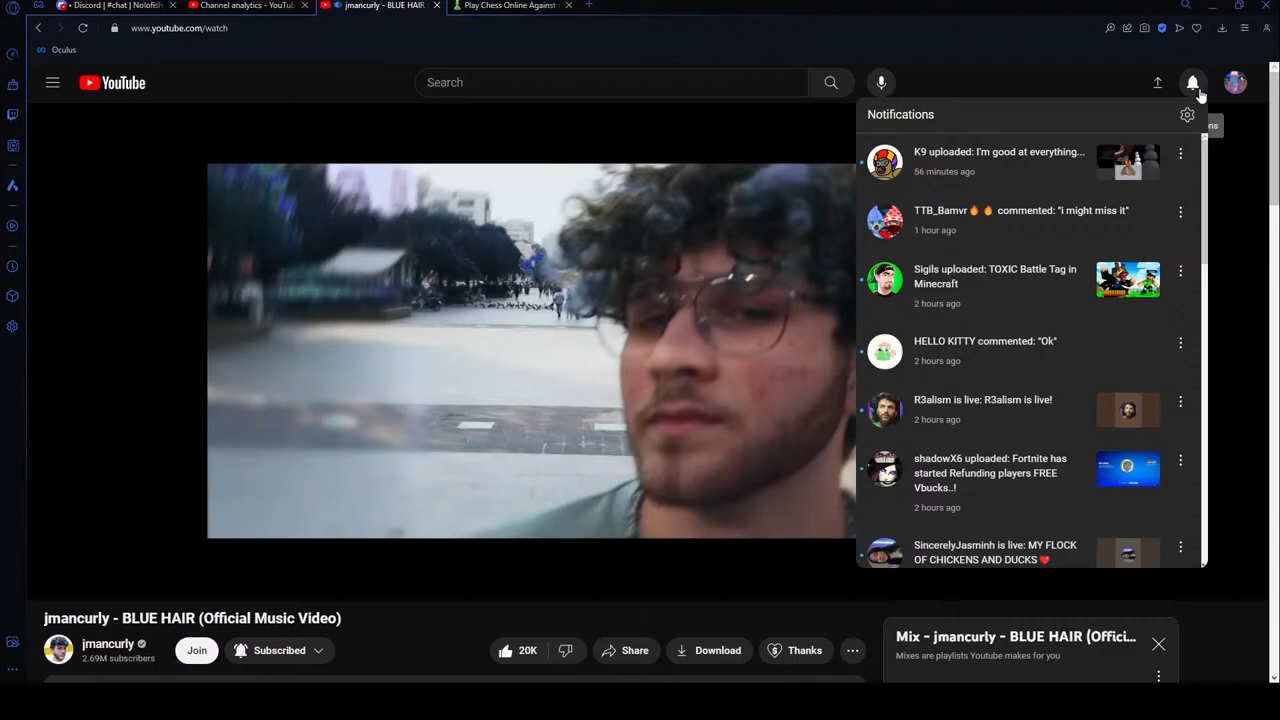 • Discord | #chat | Nolofish
Channel analytics - YouTube
jmancurly - BLUE HAIR
Play Chess Online Against
www.youtube.com/watch
Oculus
YouTube
Search
Notifications
K9 uploaded: I'm good at everything...
56 minutes ago
TTB_Bamvr🔥 🔥 commented: "i might miss it"
1 hour ago
Sigils uploaded: TOXIC Battle Tag in
Minecraft
2 hours ago
HELLO KITTY commented: "Ok"
2 hours ago
R3alism is live: R3alism is live!
2 hours ago
shadowX6 uploaded: Fortnite has
started Refunding players FREE
Vbucks..!
2 hours ago
SincerelyJasminh is live: MY FLOCK
OF CHICKENS AND DUCKS❤️
jmancurly - BLUE HAIR (Official Music Video)
jmancurly
2.69M subscribers
Join
Subscribed
20K
Share
Download
Thanks
Mix - jmancurly - BLUE HAIR (Offici...
Mixes are playlists Youtube makes for you